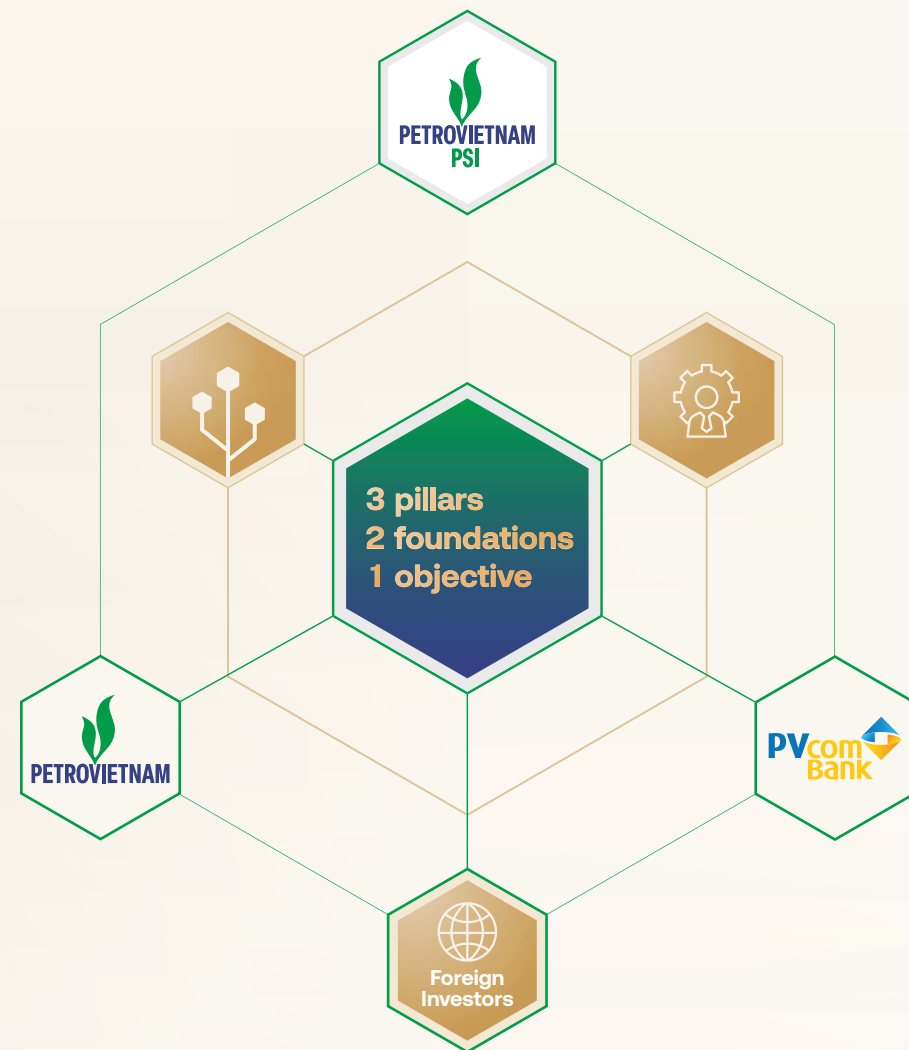 PETROVIETNAM
PSI
3 pillars
2 foundations
1 objective
PETROVIETNAM
PVcom
Bank
Foreign
Investors